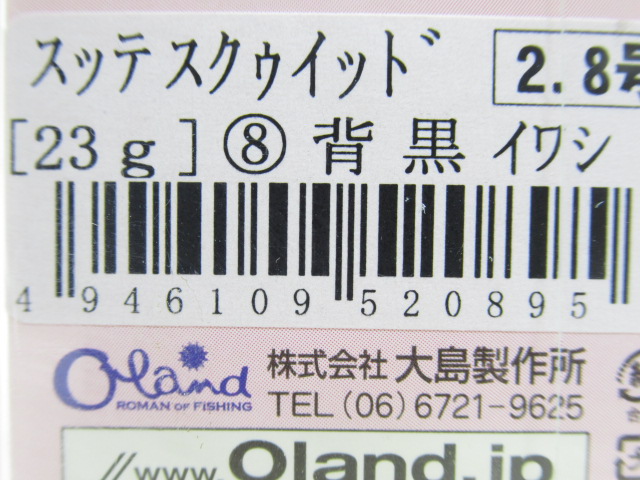 スッテスクゥイッド 2.8号
[23g]⑧背黒イワシ
4 946109 520895
Oland 株式会社 大島製作所
ROMAN OF FISHING TEL(06)6721-9625
//www.Oland.jp